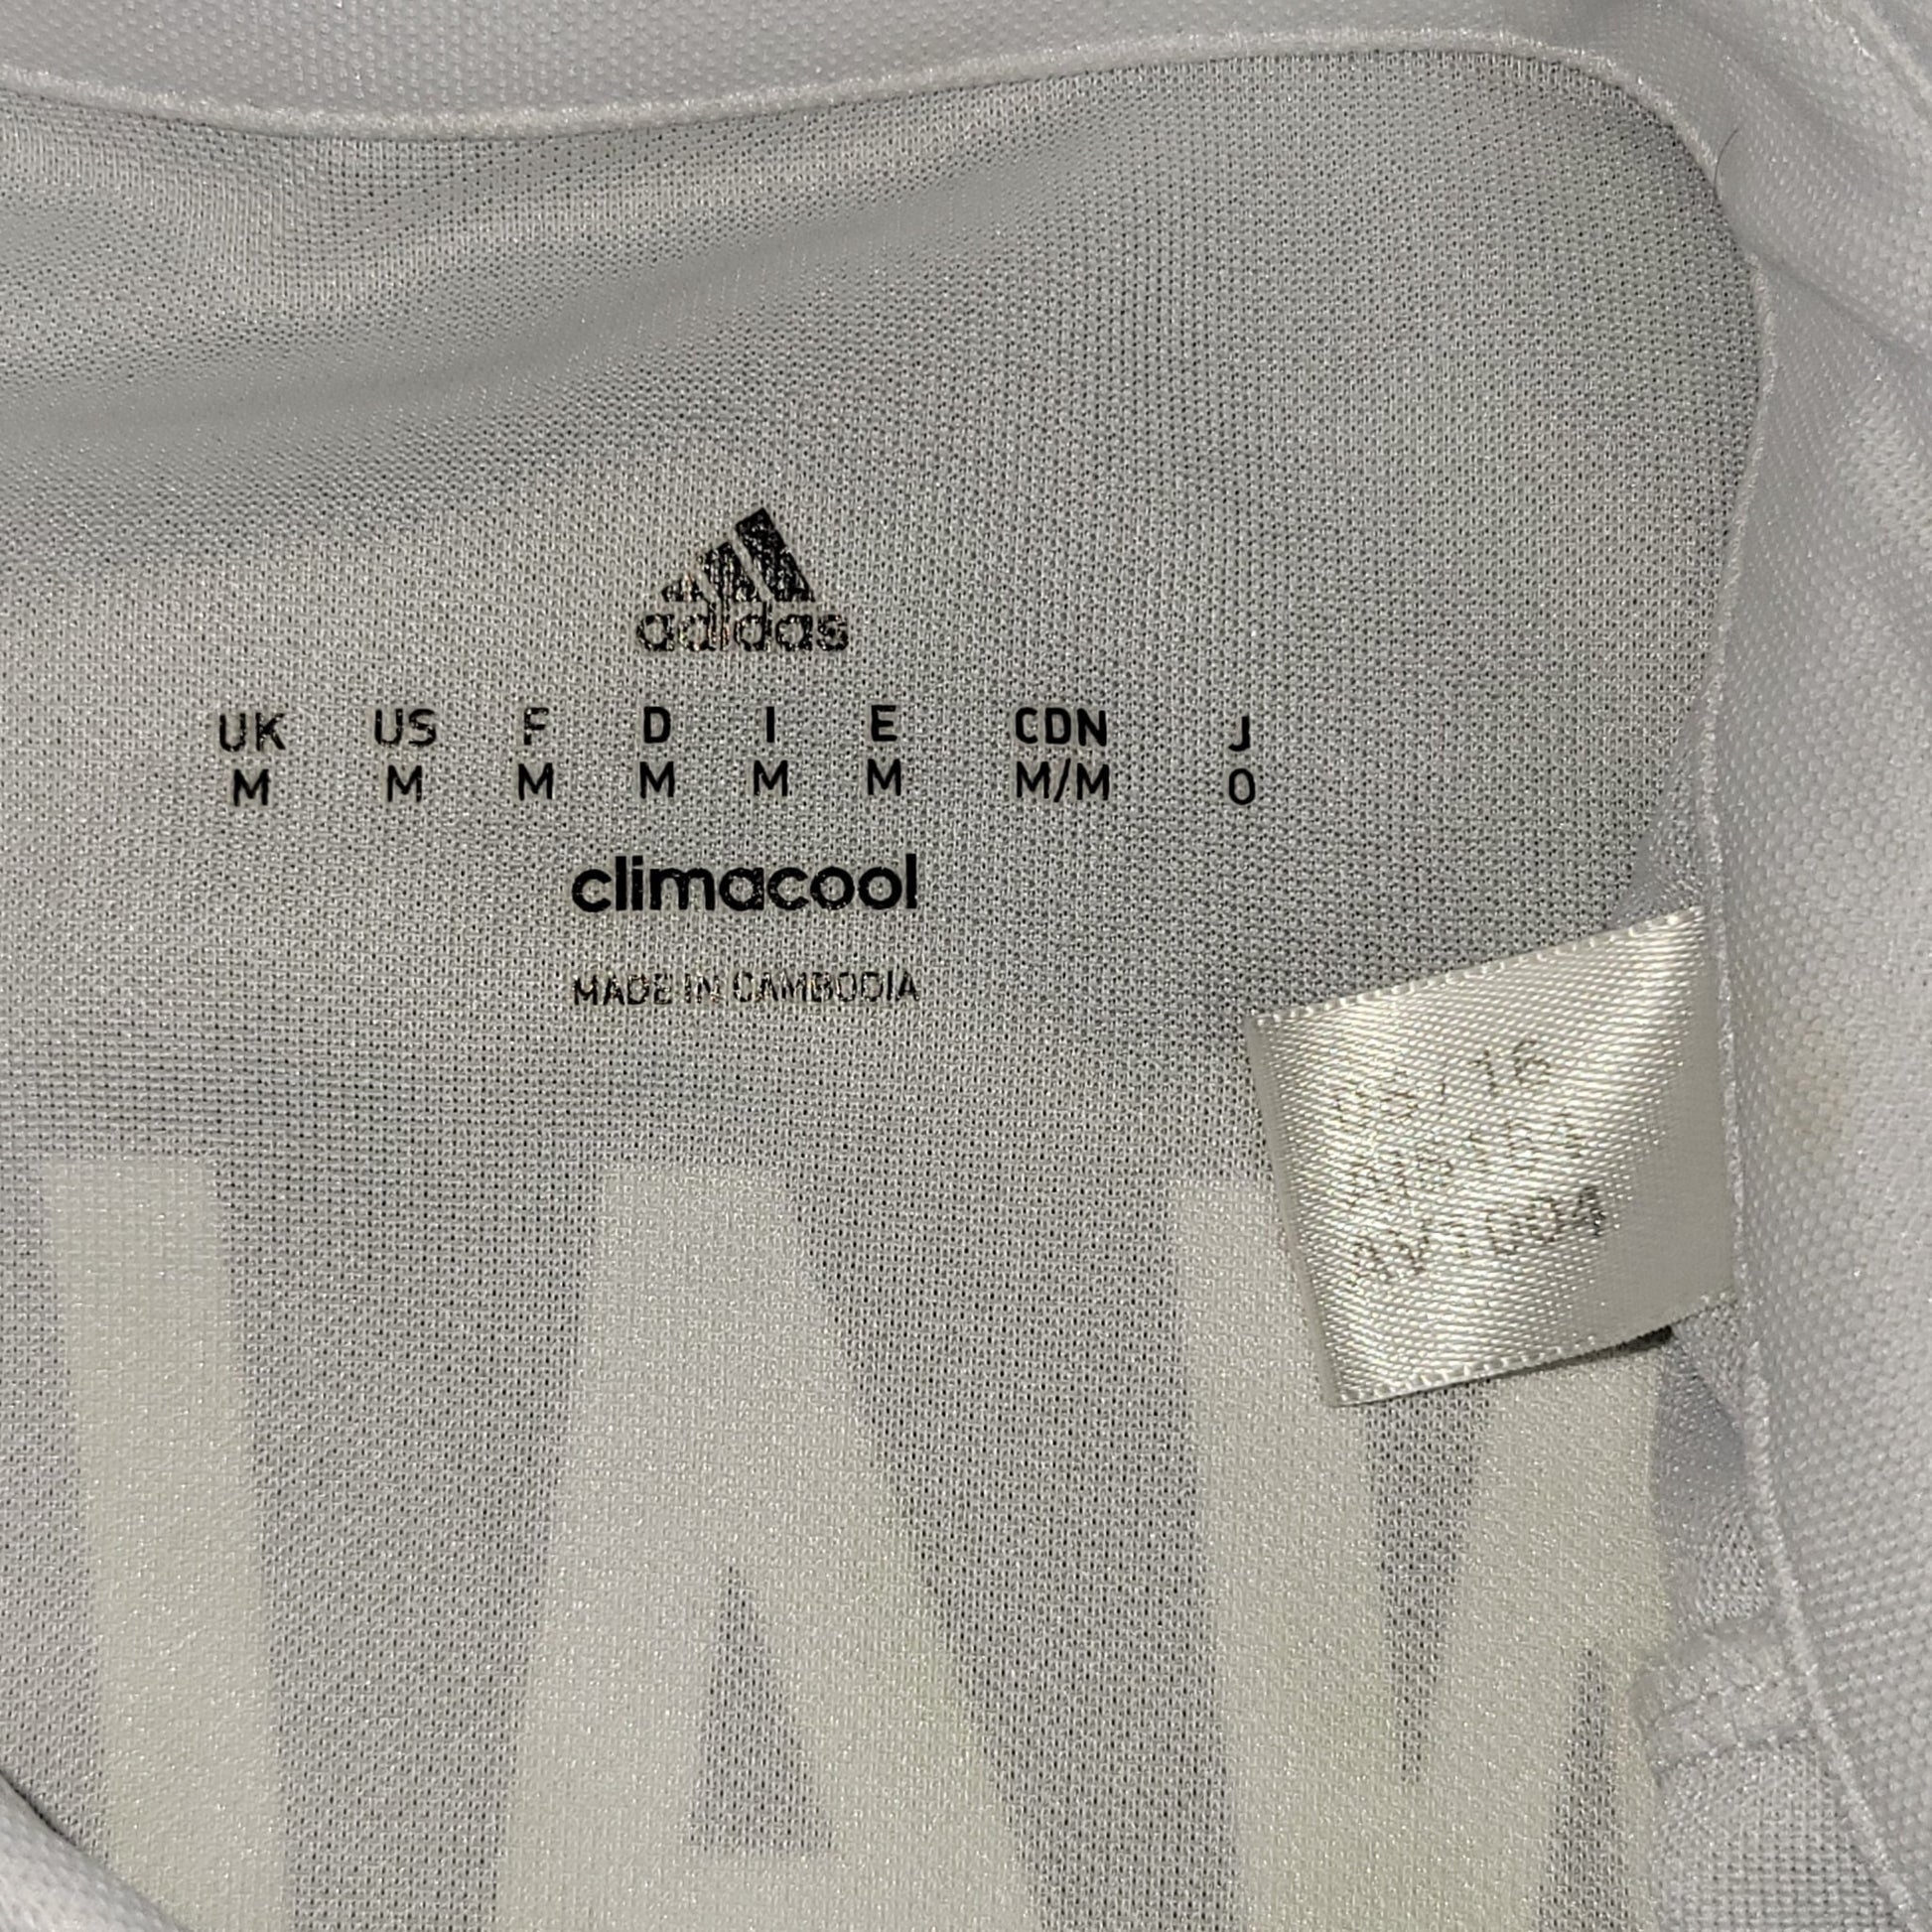 adidas
UK US F D I E CDN J
M M M M M M M/M O
climacool
MADE IN CAMBODIA